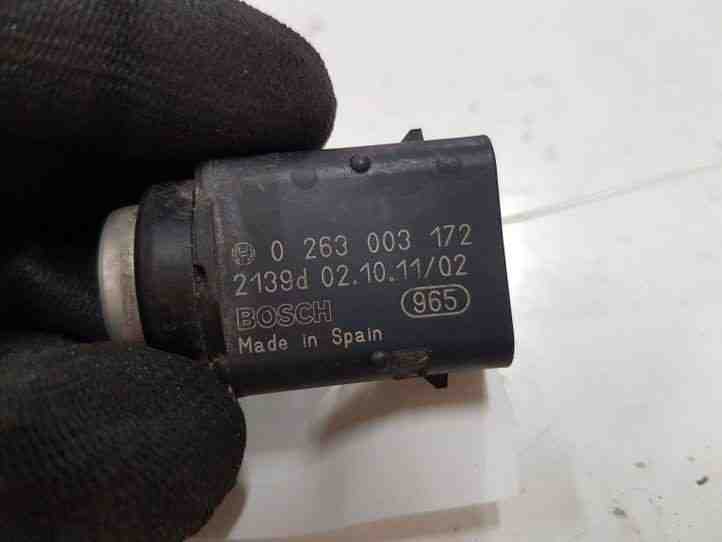 0 263 003 172
2139d 02.10.11/02
BOSCH 965
Made in Spain